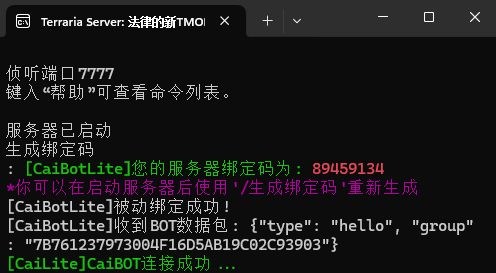 Terraria Server: 法律的新TMO
侦听端口7777
键入“帮助”可查看命令列表。
服务器已启动
生成绑定码
: [CaiBotLite]您的服务器绑定码为: 89459134
*你可以在启动服务器后使用'/生成绑定码'重新生成
[CaiBotLite]被动绑定成功!
[CaiBotLite]收到BOT数据包: {"type": "hello", "group"
: "7B761237973004F16D5AB19C02C93903"}
[CaiLite]CaiBOT连接成功...